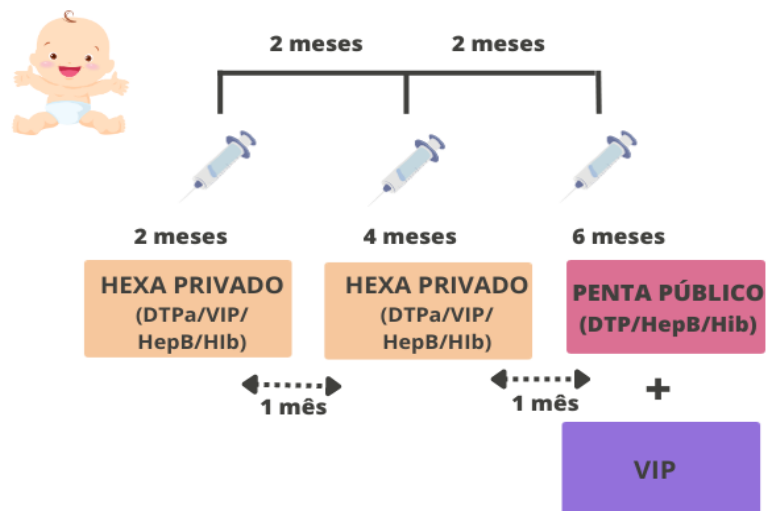 2 meses
2 meses
2 meses
4 meses
6 meses
HEXA PRIVADO
(DTPa/VIP/
HepB/HIb)
HEXA PRIVADO
(DTPa/VIP/
HepB/HIb)
PENTA PÚBLICO
(DTP/HepB/Hib)
1 mês
1 mês
+
VIP